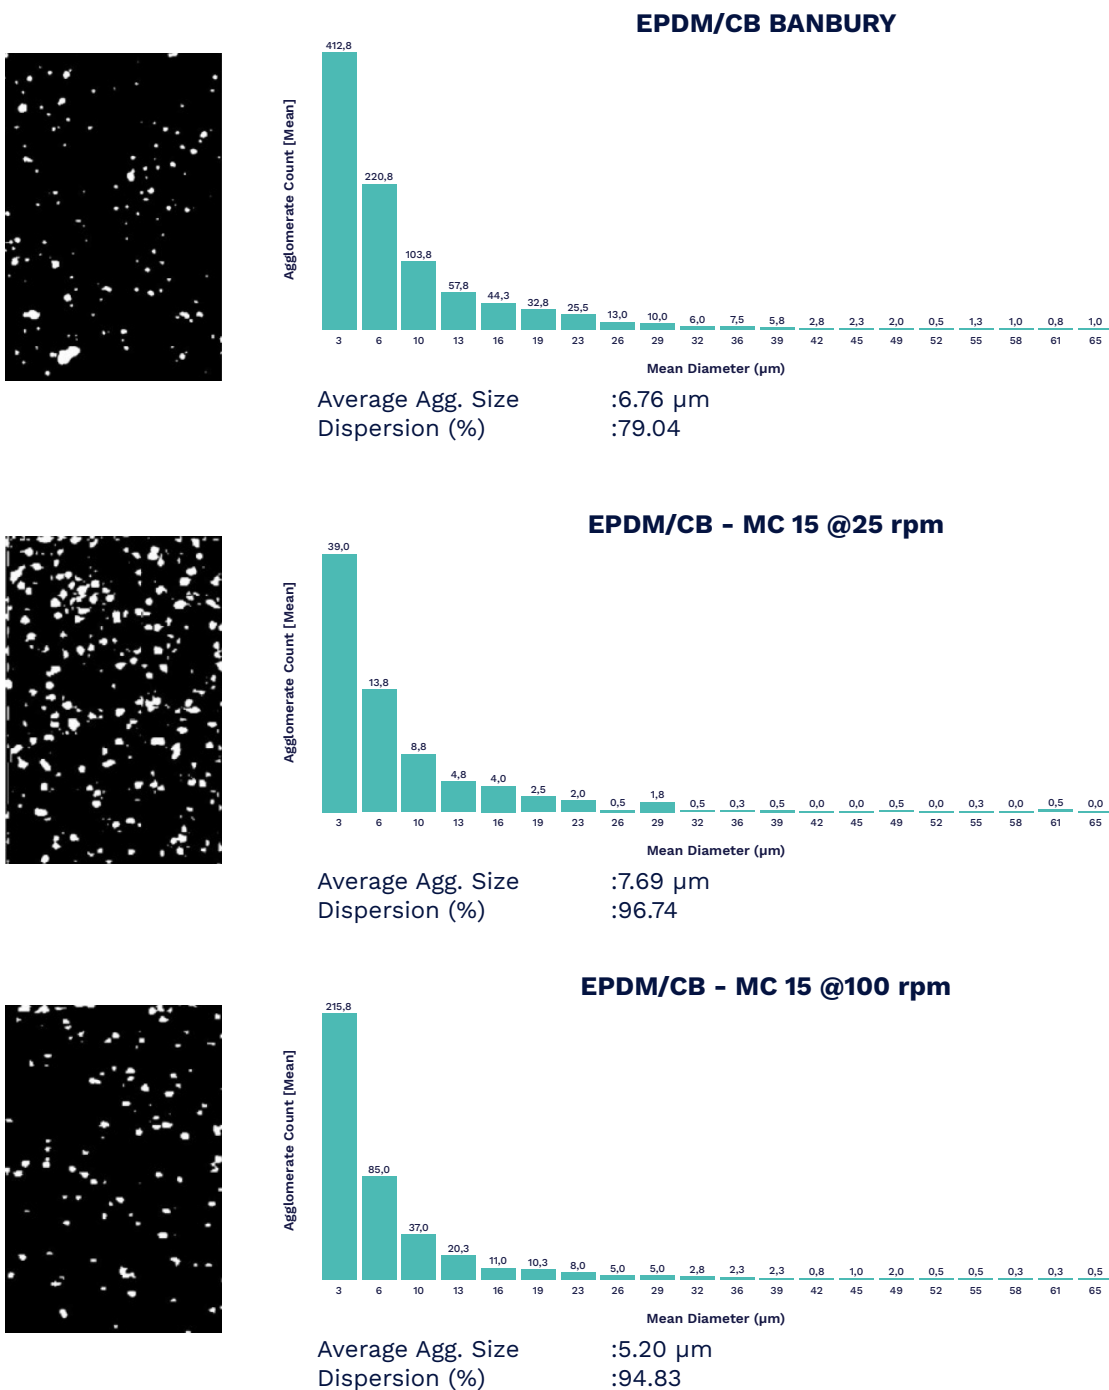 EPDM/CB BANBURY
Agglomerate Count [Mean]
412,8 220,8 103,8 57,8 44,3 32,8 25,5 13,0 10,0 6,0 7,5 5,8 2,8 2,3 2,0 0,5 1,3 1,0 0,8 1,0
3 6 10 13 16 19 23 26 29 32 36 39 42 45 49 52 55 58 61 65
Mean Diameter (µm)
Average Agg. Size :6.76 µm
Dispersion (%) :79.04
EPDM/CB - MC 15 @25 rpm
Agglomerate Count [Mean]
39,0 13,8 8,8 4,8 4,0 2,5 2,0 0,5 1,8 0,5 0,3 0,5 0,0 0,0 0,5 0,0 0,3 0,0 0,5 0,0
3 6 10 13 16 19 23 26 29 32 36 39 42 45 49 52 55 58 61 65
Mean Diameter (µm)
Average Agg. Size :7.69 µm
Dispersion (%) :96.74
EPDM/CB - MC 15 @100 rpm
Agglomerate Count [Mean]
215,8 85,0 37,0 20,3 11,0 10,3 8,0 5,0 5,0 2,8 2,3 2,3 0,8 1,0 2,0 0,5 0,5 0,3 0,3 0,5
3 6 10 13 16 19 23 26 29 32 36 39 42 45 49 52 55 58 61 65
Mean Diameter (µm)
Average Agg. Size :5.20 µm
Dispersion (%) :94.83